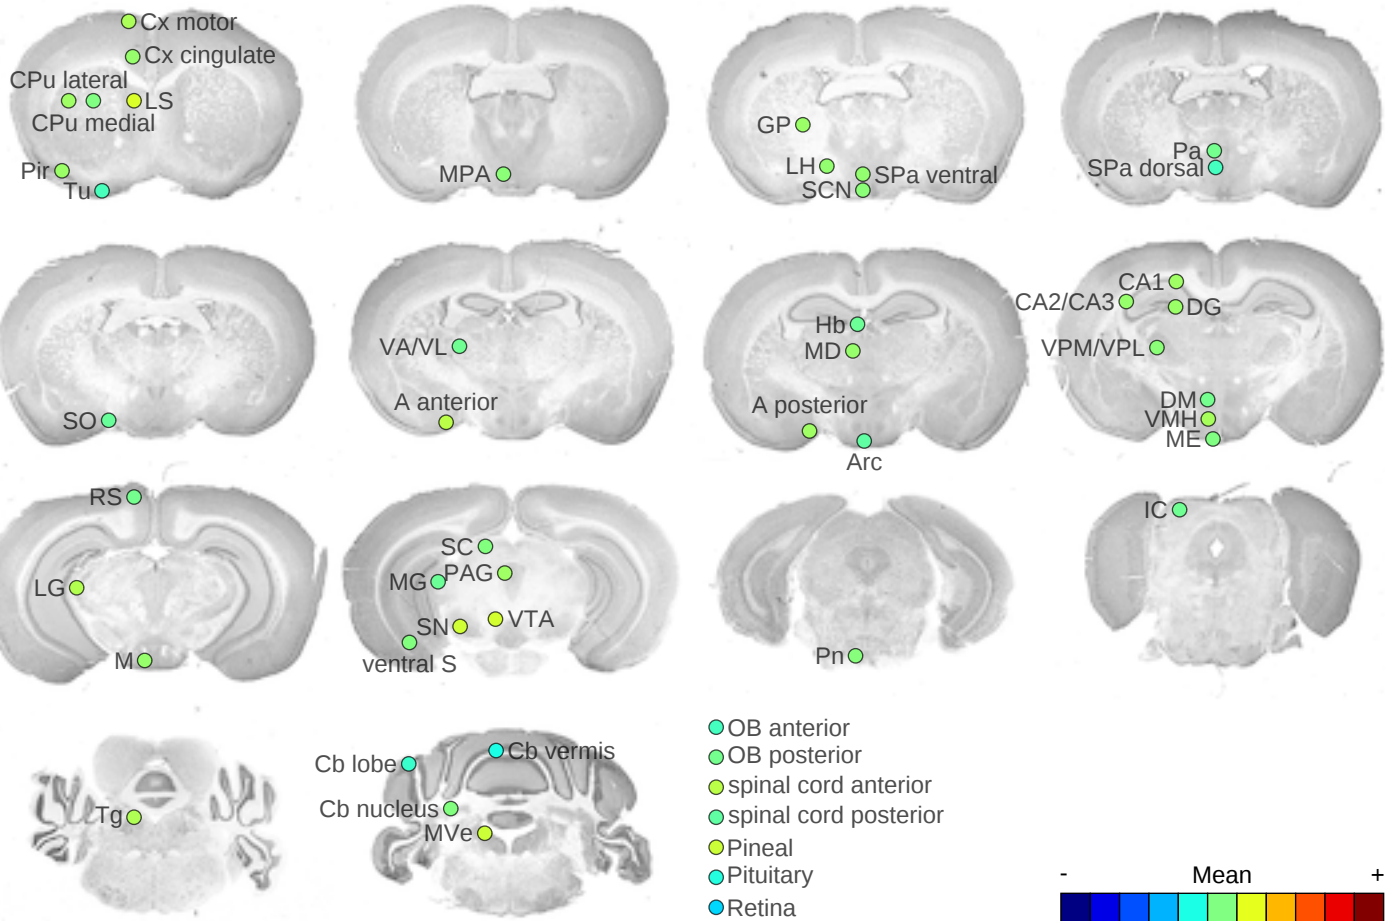 Cx motor
Cx cingulate
CPu lateral
LS
CPu medial
Pir
Tu
MPA
GP
LH
SPa ventral
SCN
Pa
SPa dorsal
SO
VA/VL
A anterior
Hb
MD
A posterior
Arc
CA1
CA2/CA3
DG
VPM/VPL
DM
VMH
ME
RS
LG
M
SC
MG
PAG
SN
VTA
ventral S
Pn
IC
Tg
Cb lobe
Cb vermis
Cb nucleus
MVe
OB anterior
OB posterior
spinal cord anterior
spinal cord posterior
Pineal
Pituitary
Retina
- Mean +